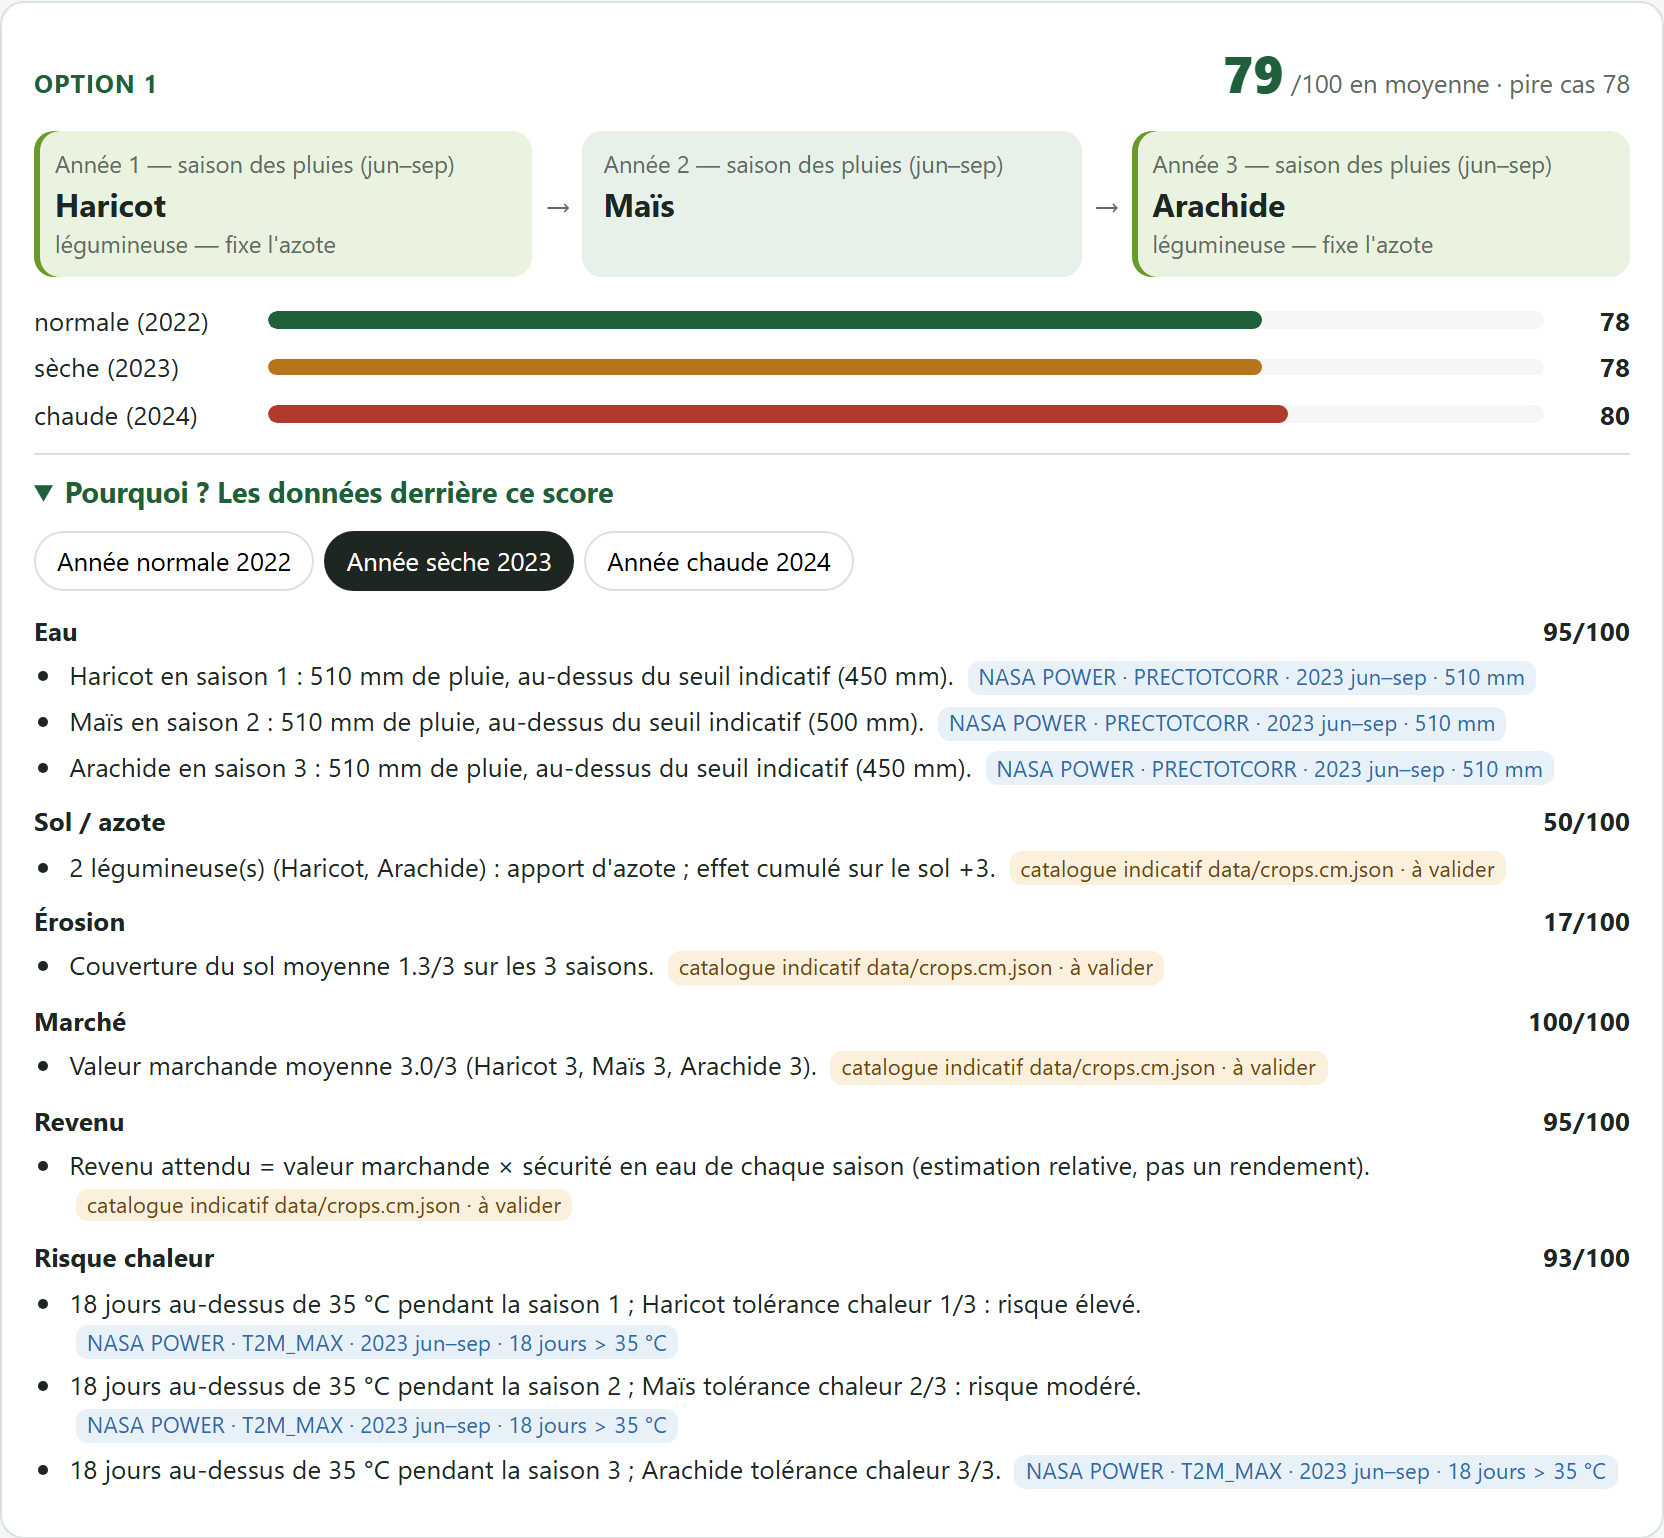 OPTION 1
79 /100 en moyenne · pire cas 78
Année 1 — saison des pluies (jun–sep)
Haricot
légumineuse — fixe l'azote
→
Année 2 — saison des pluies (jun–sep)
Maïs
→
Année 3 — saison des pluies (jun–sep)
Arachide
légumineuse — fixe l'azote
normale (2022) 78
sèche (2023) 78
chaude (2024) 80
▼ Pourquoi ? Les données derrière ce score
Année normale 2022 Année sèche 2023 Année chaude 2024
Eau 95/100
• Haricot en saison 1 : 510 mm de pluie, au-dessus du seuil indicatif (450 mm). NASA POWER · PRECTOTCORR · 2023 jun–sep · 510 mm
• Maïs en saison 2 : 510 mm de pluie, au-dessus du seuil indicatif (500 mm). NASA POWER · PRECTOTCORR · 2023 jun–sep · 510 mm
• Arachide en saison 3 : 510 mm de pluie, au-dessus du seuil indicatif (450 mm). NASA POWER · PRECTOTCORR · 2023 jun–sep · 510 mm
Sol / azote 50/100
• 2 légumineuse(s) (Haricot, Arachide) : apport d'azote ; effet cumulé sur le sol +3. catalogue indicatif data/crops.cm.json · à valider
Érosion 17/100
• Couverture du sol moyenne 1.3/3 sur les 3 saisons. catalogue indicatif data/crops.cm.json · à valider
Marché 100/100
• Valeur marchande moyenne 3.0/3 (Haricot 3, Maïs 3, Arachide 3). catalogue indicatif data/crops.cm.json · à valider
Revenu 95/100
• Revenu attendu = valeur marchande × sécurité en eau de chaque saison (estimation relative, pas un rendement).
catalogue indicatif data/crops.cm.json · à valider
Risque chaleur 93/100
• 18 jours au-dessus de 35 °C pendant la saison 1 ; Haricot tolérance chaleur 1/3 : risque élevé.
NASA POWER · T2M_MAX · 2023 jun–sep · 18 jours > 35 °C
• 18 jours au-dessus de 35 °C pendant la saison 2 ; Maïs tolérance chaleur 2/3 : risque modéré.
NASA POWER · T2M_MAX · 2023 jun–sep · 18 jours > 35 °C
• 18 jours au-dessus de 35 °C pendant la saison 3 ; Arachide tolérance chaleur 3/3. NASA POWER · T2M_MAX · 2023 jun–sep · 18 jours > 35 °C